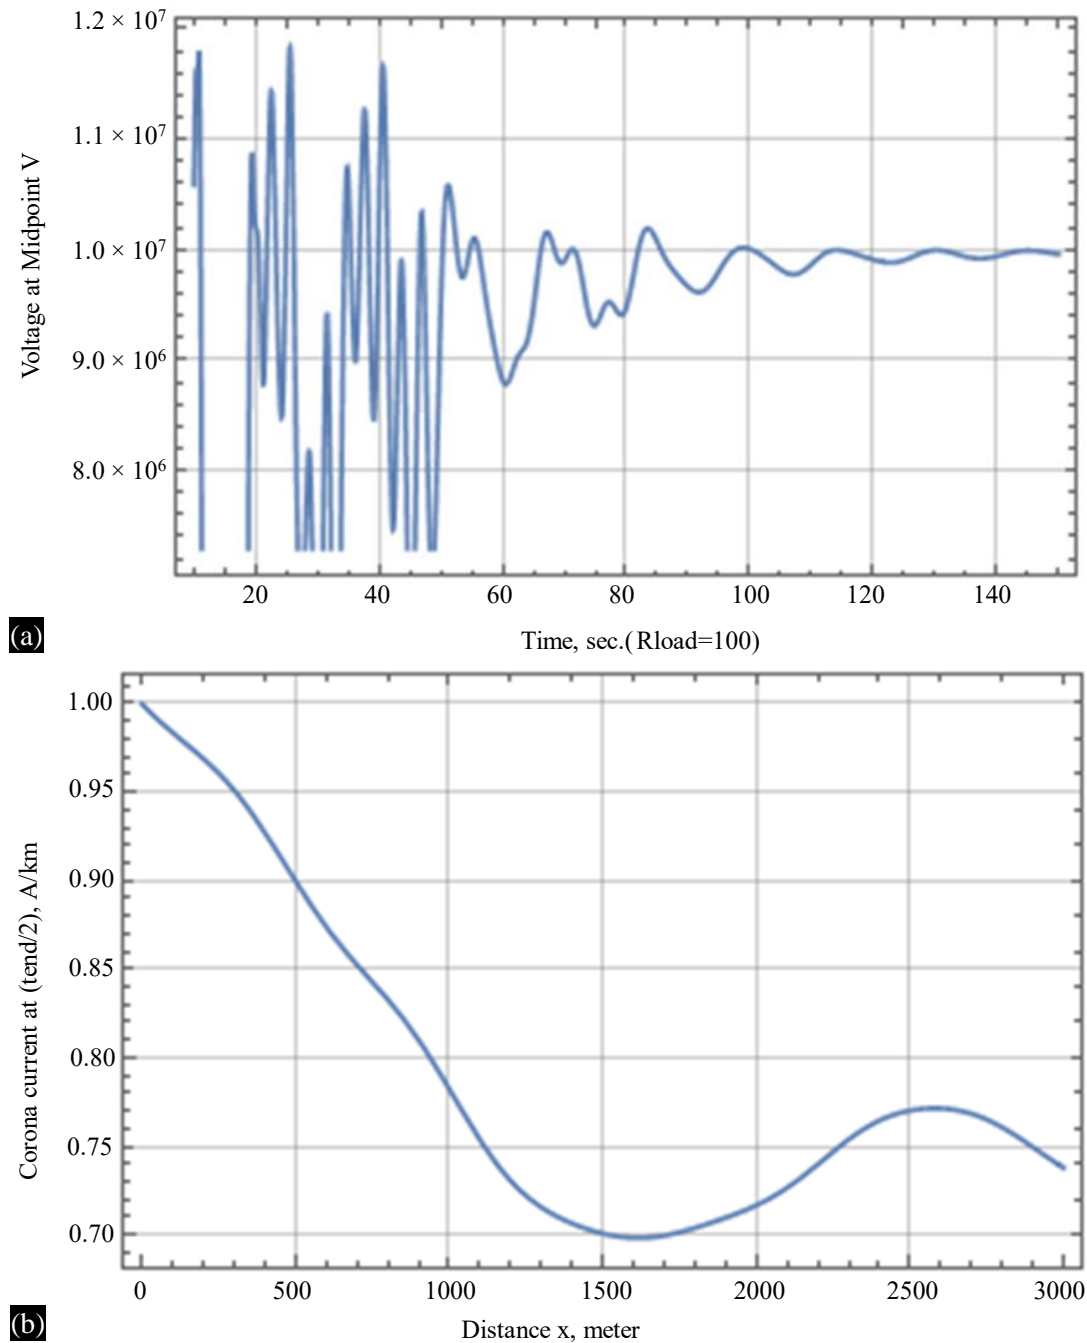 1.2 × 10⁷
1.1 × 10⁷
1.0 × 10⁷
9.0 × 10⁶
8.0 × 10⁶
Voltage at Midpoint V
20 40 60 80 100 120 140
(a)
Time, sec.(Rload=100)
1.00
0.95
0.90
0.85
0.80
0.75
0.70
Corona current at (tend/2), A/km
0 500 1000 1500 2000 2500 3000
(b)
Distance x, meter